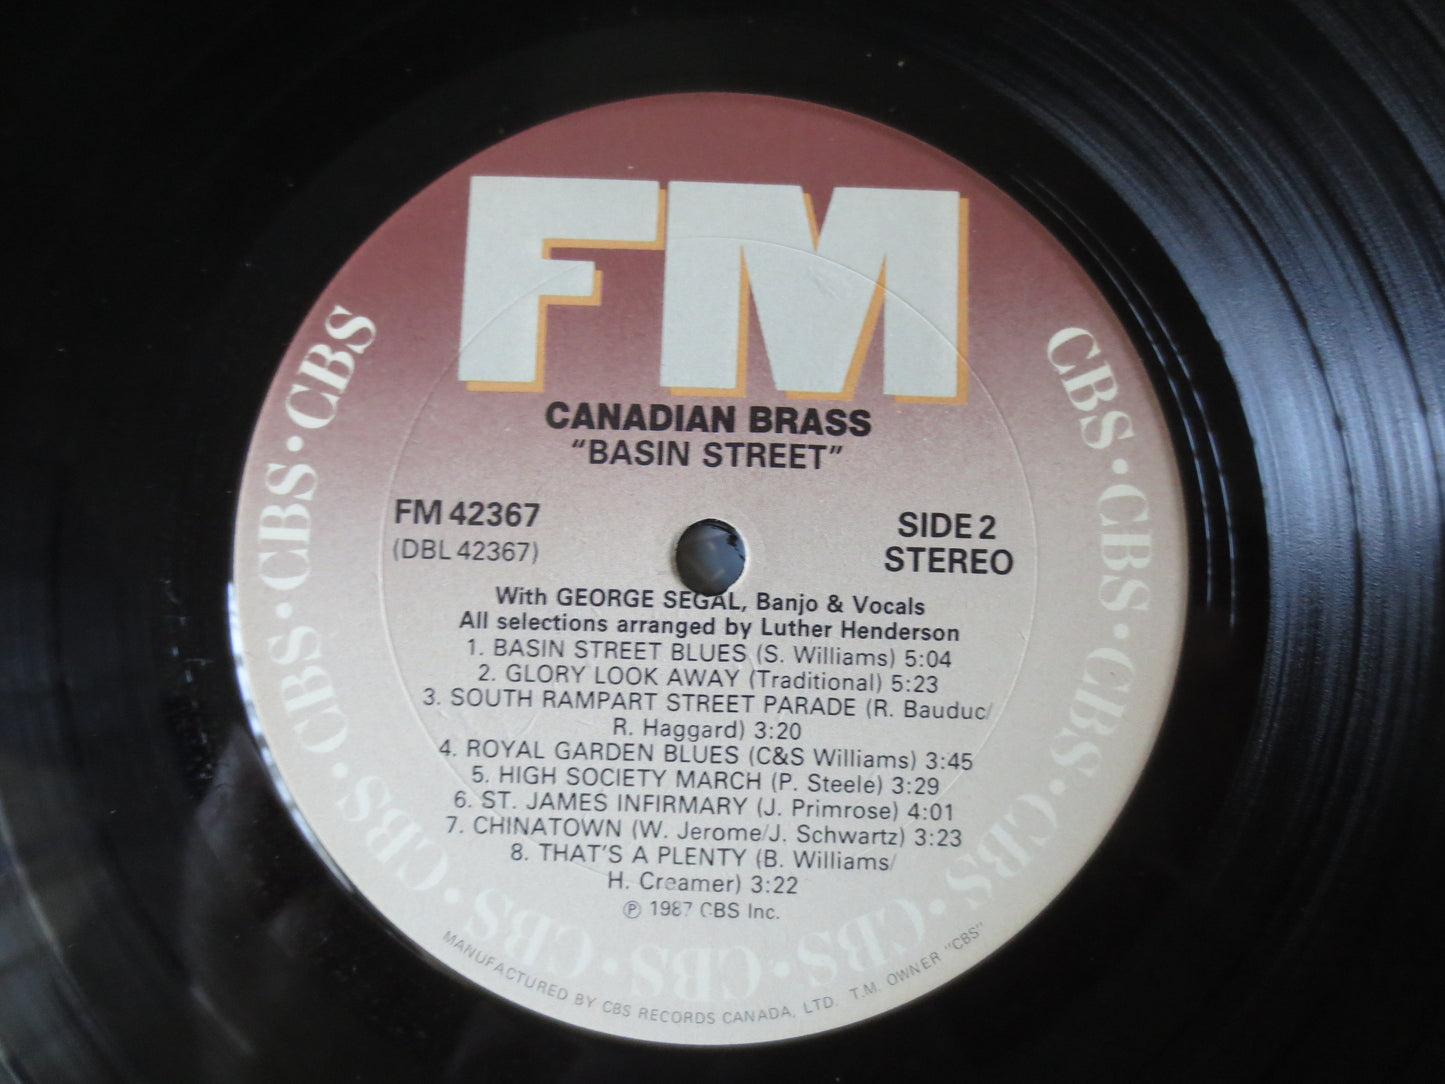 FM
CANADIAN BRASS
"BASIN STREET"
FM 42367
(DBL 42367)
SIDE 2
STEREO
With GEORGE SEGAL, Banjo & Vocals
All selections arranged by Luther Henderson
1. BASIN STREET BLUES (S. Williams) 5:04
2. GLORY LOOK AWAY (Traditional) 5:23
3. SOUTH RAMPART STREET PARADE (R. Bauduc/
R. Haggard) 3:20
4. ROYAL GARDEN BLUES (C&S Williams) 3:45
5. HIGH SOCIETY MARCH (P. Steele) 3:29
6. ST. JAMES INFIRMARY (J. Primrose) 4:01
7. CHINATOWN (W. Jerome/J. Schwartz) 3:23
8. THAT'S A PLENTY (B. Williams/
H. Creamer) 3:22
℗ 1987 CBS Inc.
MANUFACTURED BY CBS RECORDS CANADA, LTD. T.M. OWNER "CBS"
CBS · CBS · CBS · CBS · CBS · CBS · CBS · CBS · CBS · CBS · CBS · CBS · CBS